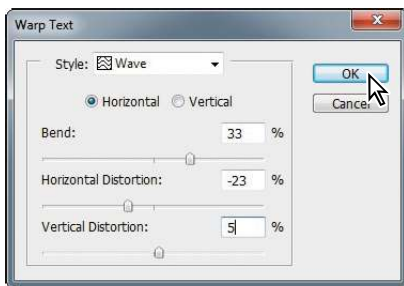 Warp Text
Style: Wave
OK
Horizontal Vertical
Cancel
Bend: 33 %
Horizontal Distortion: -23 %
Vertical Distortion: 5 %